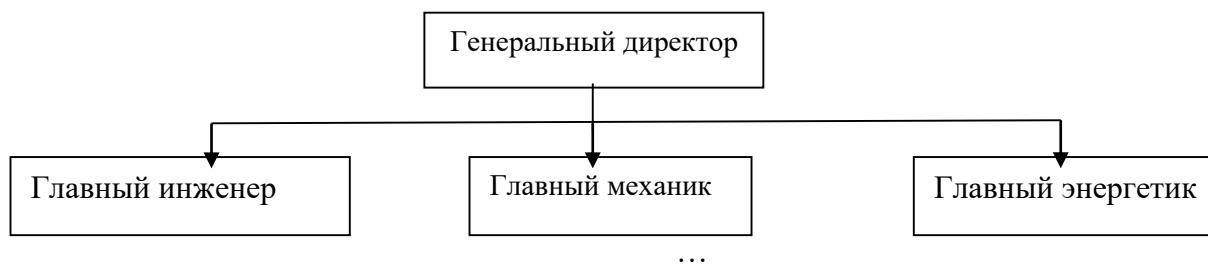 Генеральный директор
Главный инженер
Главный механик
Главный энергетик
…